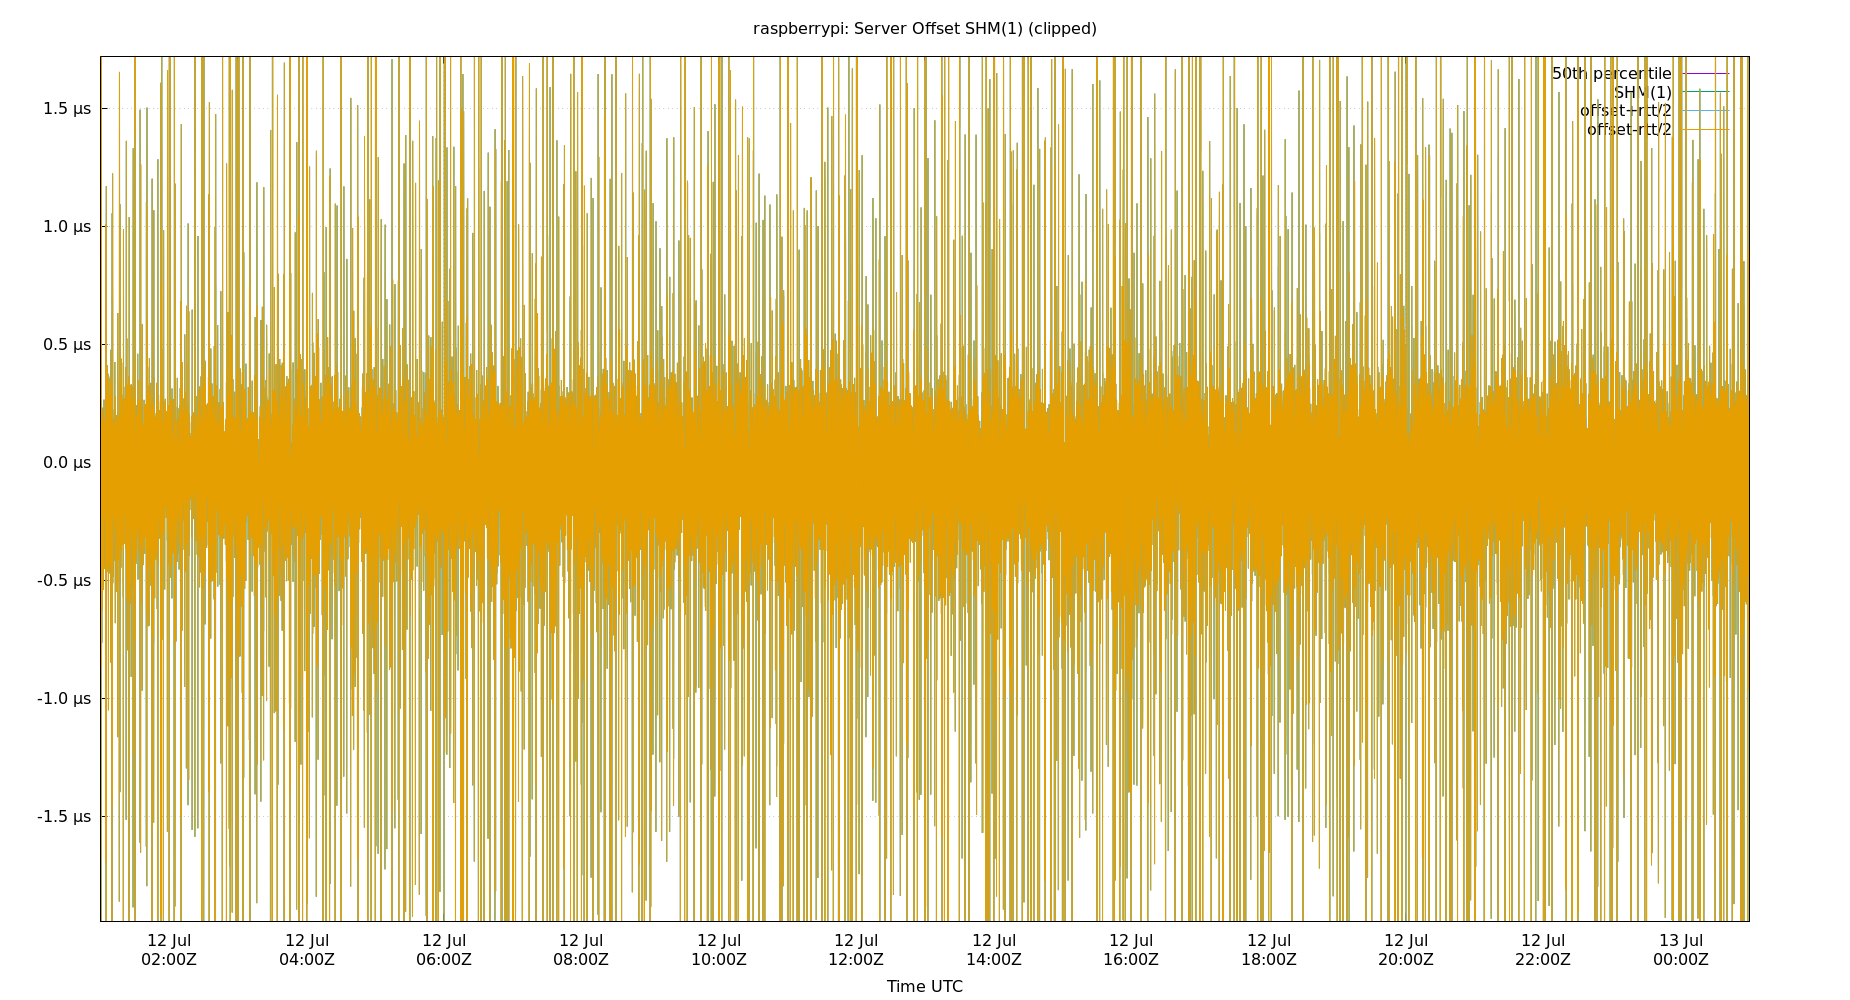 raspberrypi: Server Offset SHM(1) (clipped)
50th percentile
SHM(1)
offset+rtt/2
offset-rtt/2
1.5 µs
1.0 µs
0.5 µs
0.0 µs
-0.5 µs
-1.0 µs
-1.5 µs
12 Jul 12 Jul 12 Jul 12 Jul 12 Jul 12 Jul 12 Jul 12 Jul 12 Jul 12 Jul 12 Jul 13 Jul
02:00Z 04:00Z 06:00Z 08:00Z 10:00Z 12:00Z 14:00Z 16:00Z 18:00Z 20:00Z 22:00Z 00:00Z
Time UTC